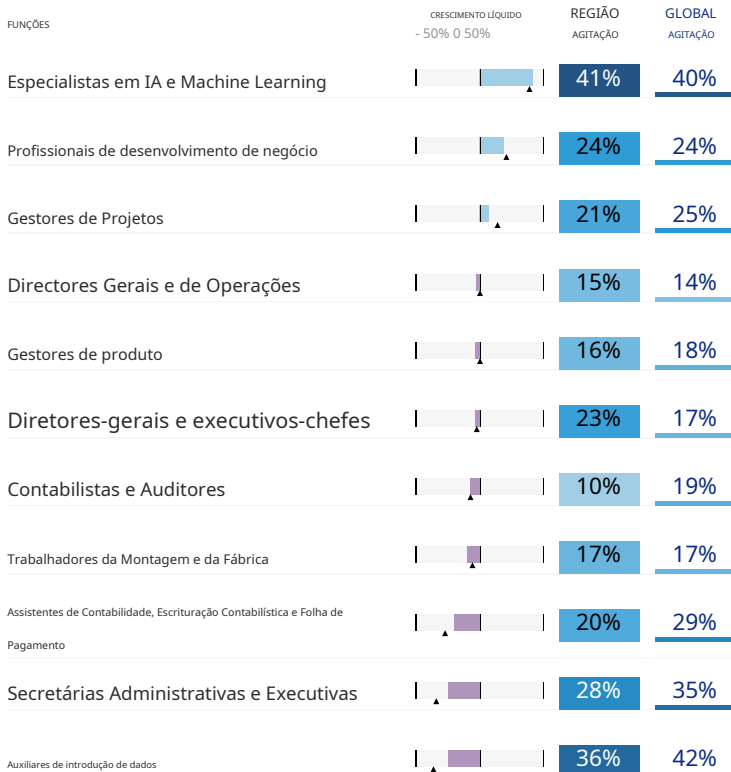 FUNÇÕES
CRESCIMENTO LÍQUIDO
- 50% 0 50%
REGIÃO
AGITAÇÃO
GLOBAL
AGITAÇÃO
Especialistas em IA e Machine Learning 41% 40%
Profissionais de desenvolvimento de negócio 24% 24%
Gestores de Projetos 21% 25%
Directores Gerais e de Operações 15% 14%
Gestores de produto 16% 18%
Diretores-gerais e executivos-chefes 23% 17%
Contabilistas e Auditores 10% 19%
Trabalhadores da Montagem e da Fábrica 17% 17%
Assistentes de Contabilidade, Escrituração Contabilística e Folha de
Pagamento
20% 29%
Secretárias Administrativas e Executivas 28% 35%
Auxiliares de introdução de dados 36% 42%